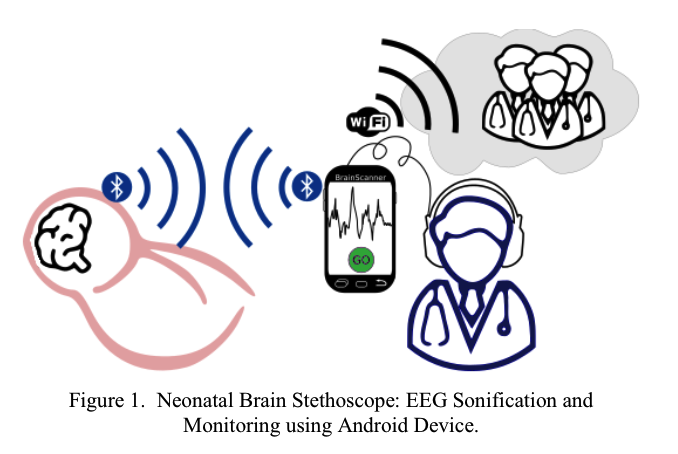 WiFi
BrainScanner
GO
Figure 1. Neonatal Brain Stethoscope: EEG Sonification and
Monitoring using Android Device.